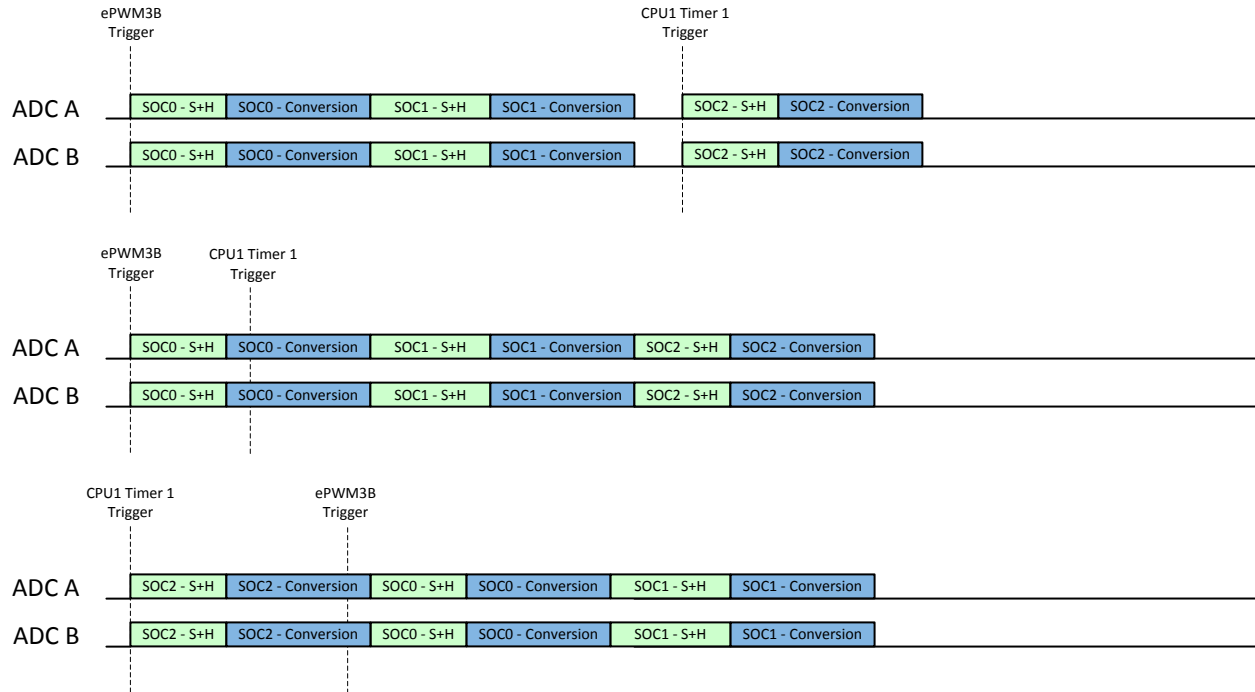 ePWM3B
Trigger
CPU1 Timer 1
Trigger
ADC A
SOC0 - S+H
SOC0 - Conversion
SOC1 - S+H
SOC1 - Conversion
SOC2 - S+H
SOC2 - Conversion
ADC B
SOC0 - S+H
SOC0 - Conversion
SOC1 - S+H
SOC1 - Conversion
SOC2 - S+H
SOC2 - Conversion
ePWM3B
Trigger
CPU1 Timer 1
Trigger
ADC A
SOC0 - S+H
SOC0 - Conversion
SOC1 - S+H
SOC1 - Conversion
SOC2 - S+H
SOC2 - Conversion
ADC B
SOC0 - S+H
SOC0 - Conversion
SOC1 - S+H
SOC1 - Conversion
SOC2 - S+H
SOC2 - Conversion
CPU1 Timer 1
Trigger
ePWM3B
Trigger
ADC A
SOC2 - S+H
SOC2 - Conversion
SOC0 - S+H
SOC0 - Conversion
SOC1 - S+H
SOC1 - Conversion
ADC B
SOC2 - S+H
SOC2 - Conversion
SOC0 - S+H
SOC0 - Conversion
SOC1 - S+H
SOC1 - Conversion